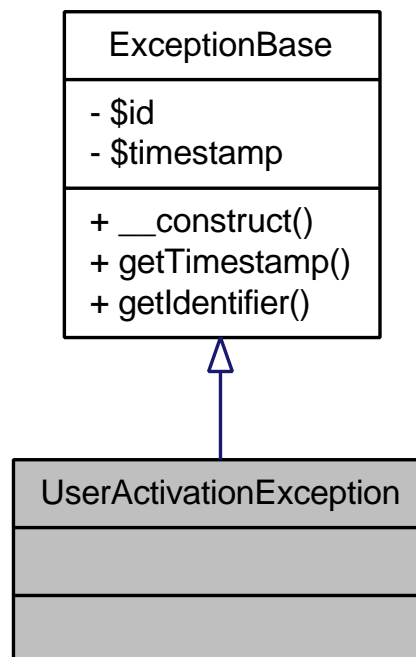 ExceptionBase
- $id
- $timestamp
+ __construct()
+ getTimestamp()
+ getIdentifier()
UserActivationException